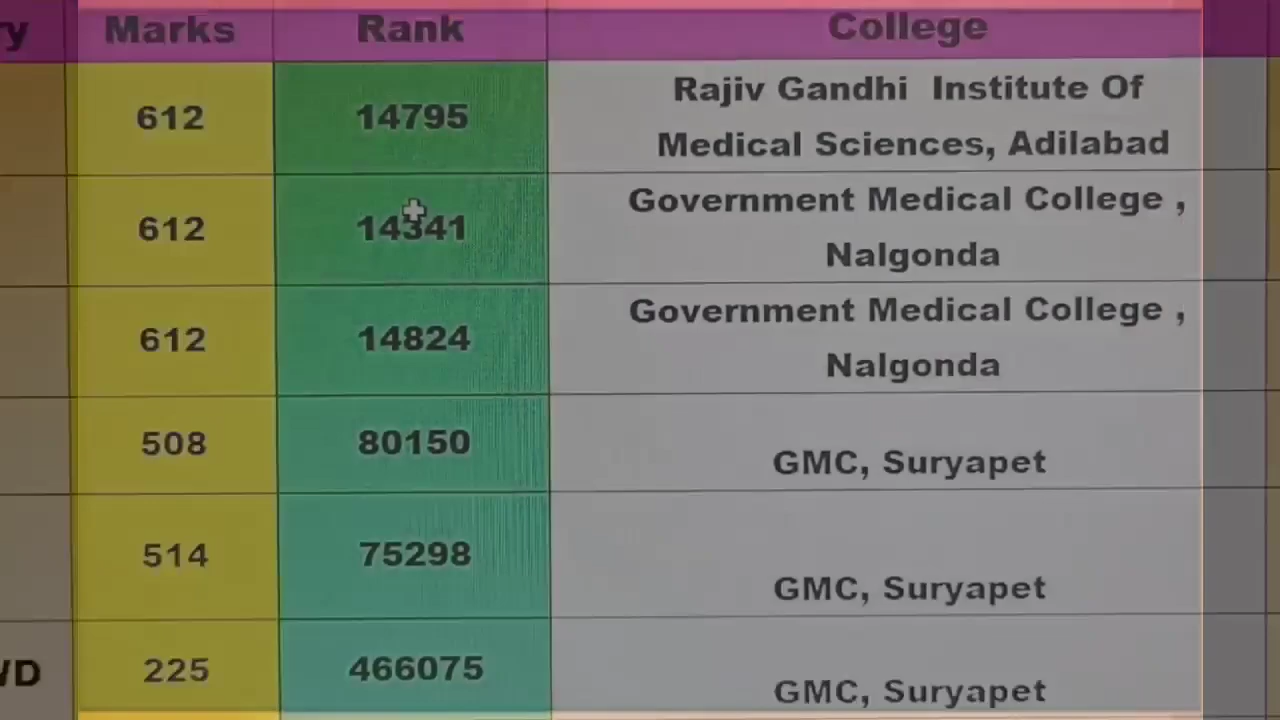 y Marks Rank College
612 14795 Rajiv Gandhi Institute Of
Medical Sciences, Adilabad
612 14341 Government Medical College ,
Nalgonda
612 14824 Government Medical College ,
Nalgonda
508 80150 GMC, Suryapet
514 75298 GMC, Suryapet
WD 225 466075 GMC, Suryapet